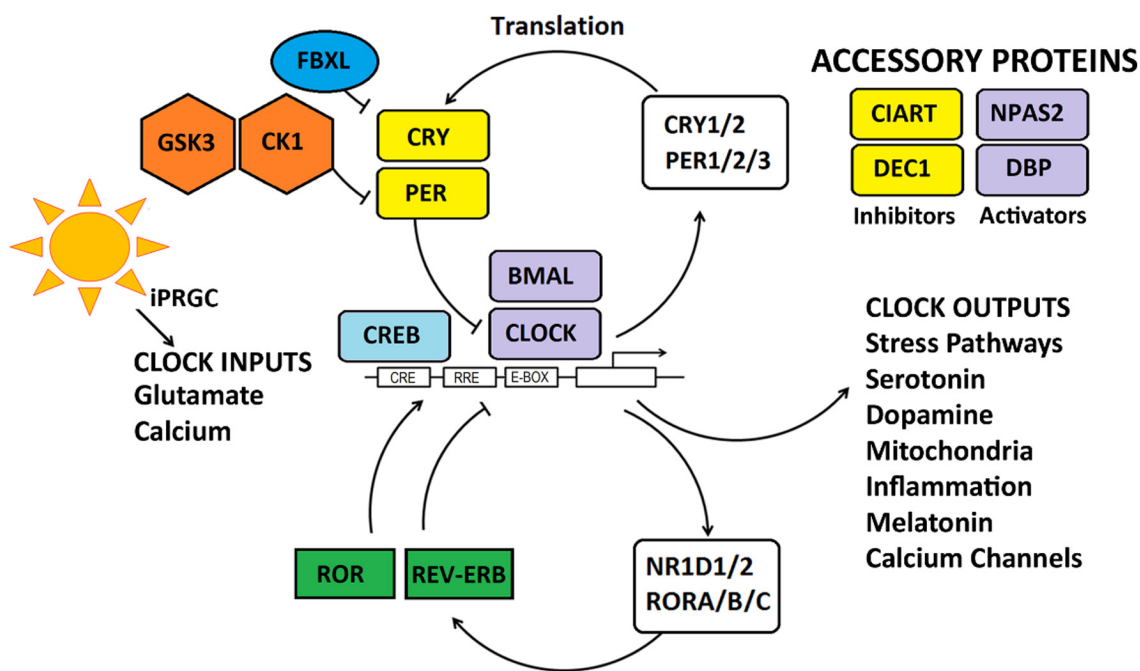 Translation
FBXL
GSK3
CK1
CRY
PER
CRY1/2
PER1/2/3
ACCESSORY PROTEINS
CIART
NPAS2
DEC1
DBP
Inhibitors
Activators
iPRGC
CLOCK INPUTS
Glutamate
Calcium
BMAL
CLOCK
CREB
CRE
RRE
E-BOX
CLOCK OUTPUTS
Stress Pathways
Serotonin
Dopamine
Mitochondria
Inflammation
Melatonin
Calcium Channels
ROR
REV-ERB
NR1D1/2
RORA/B/C